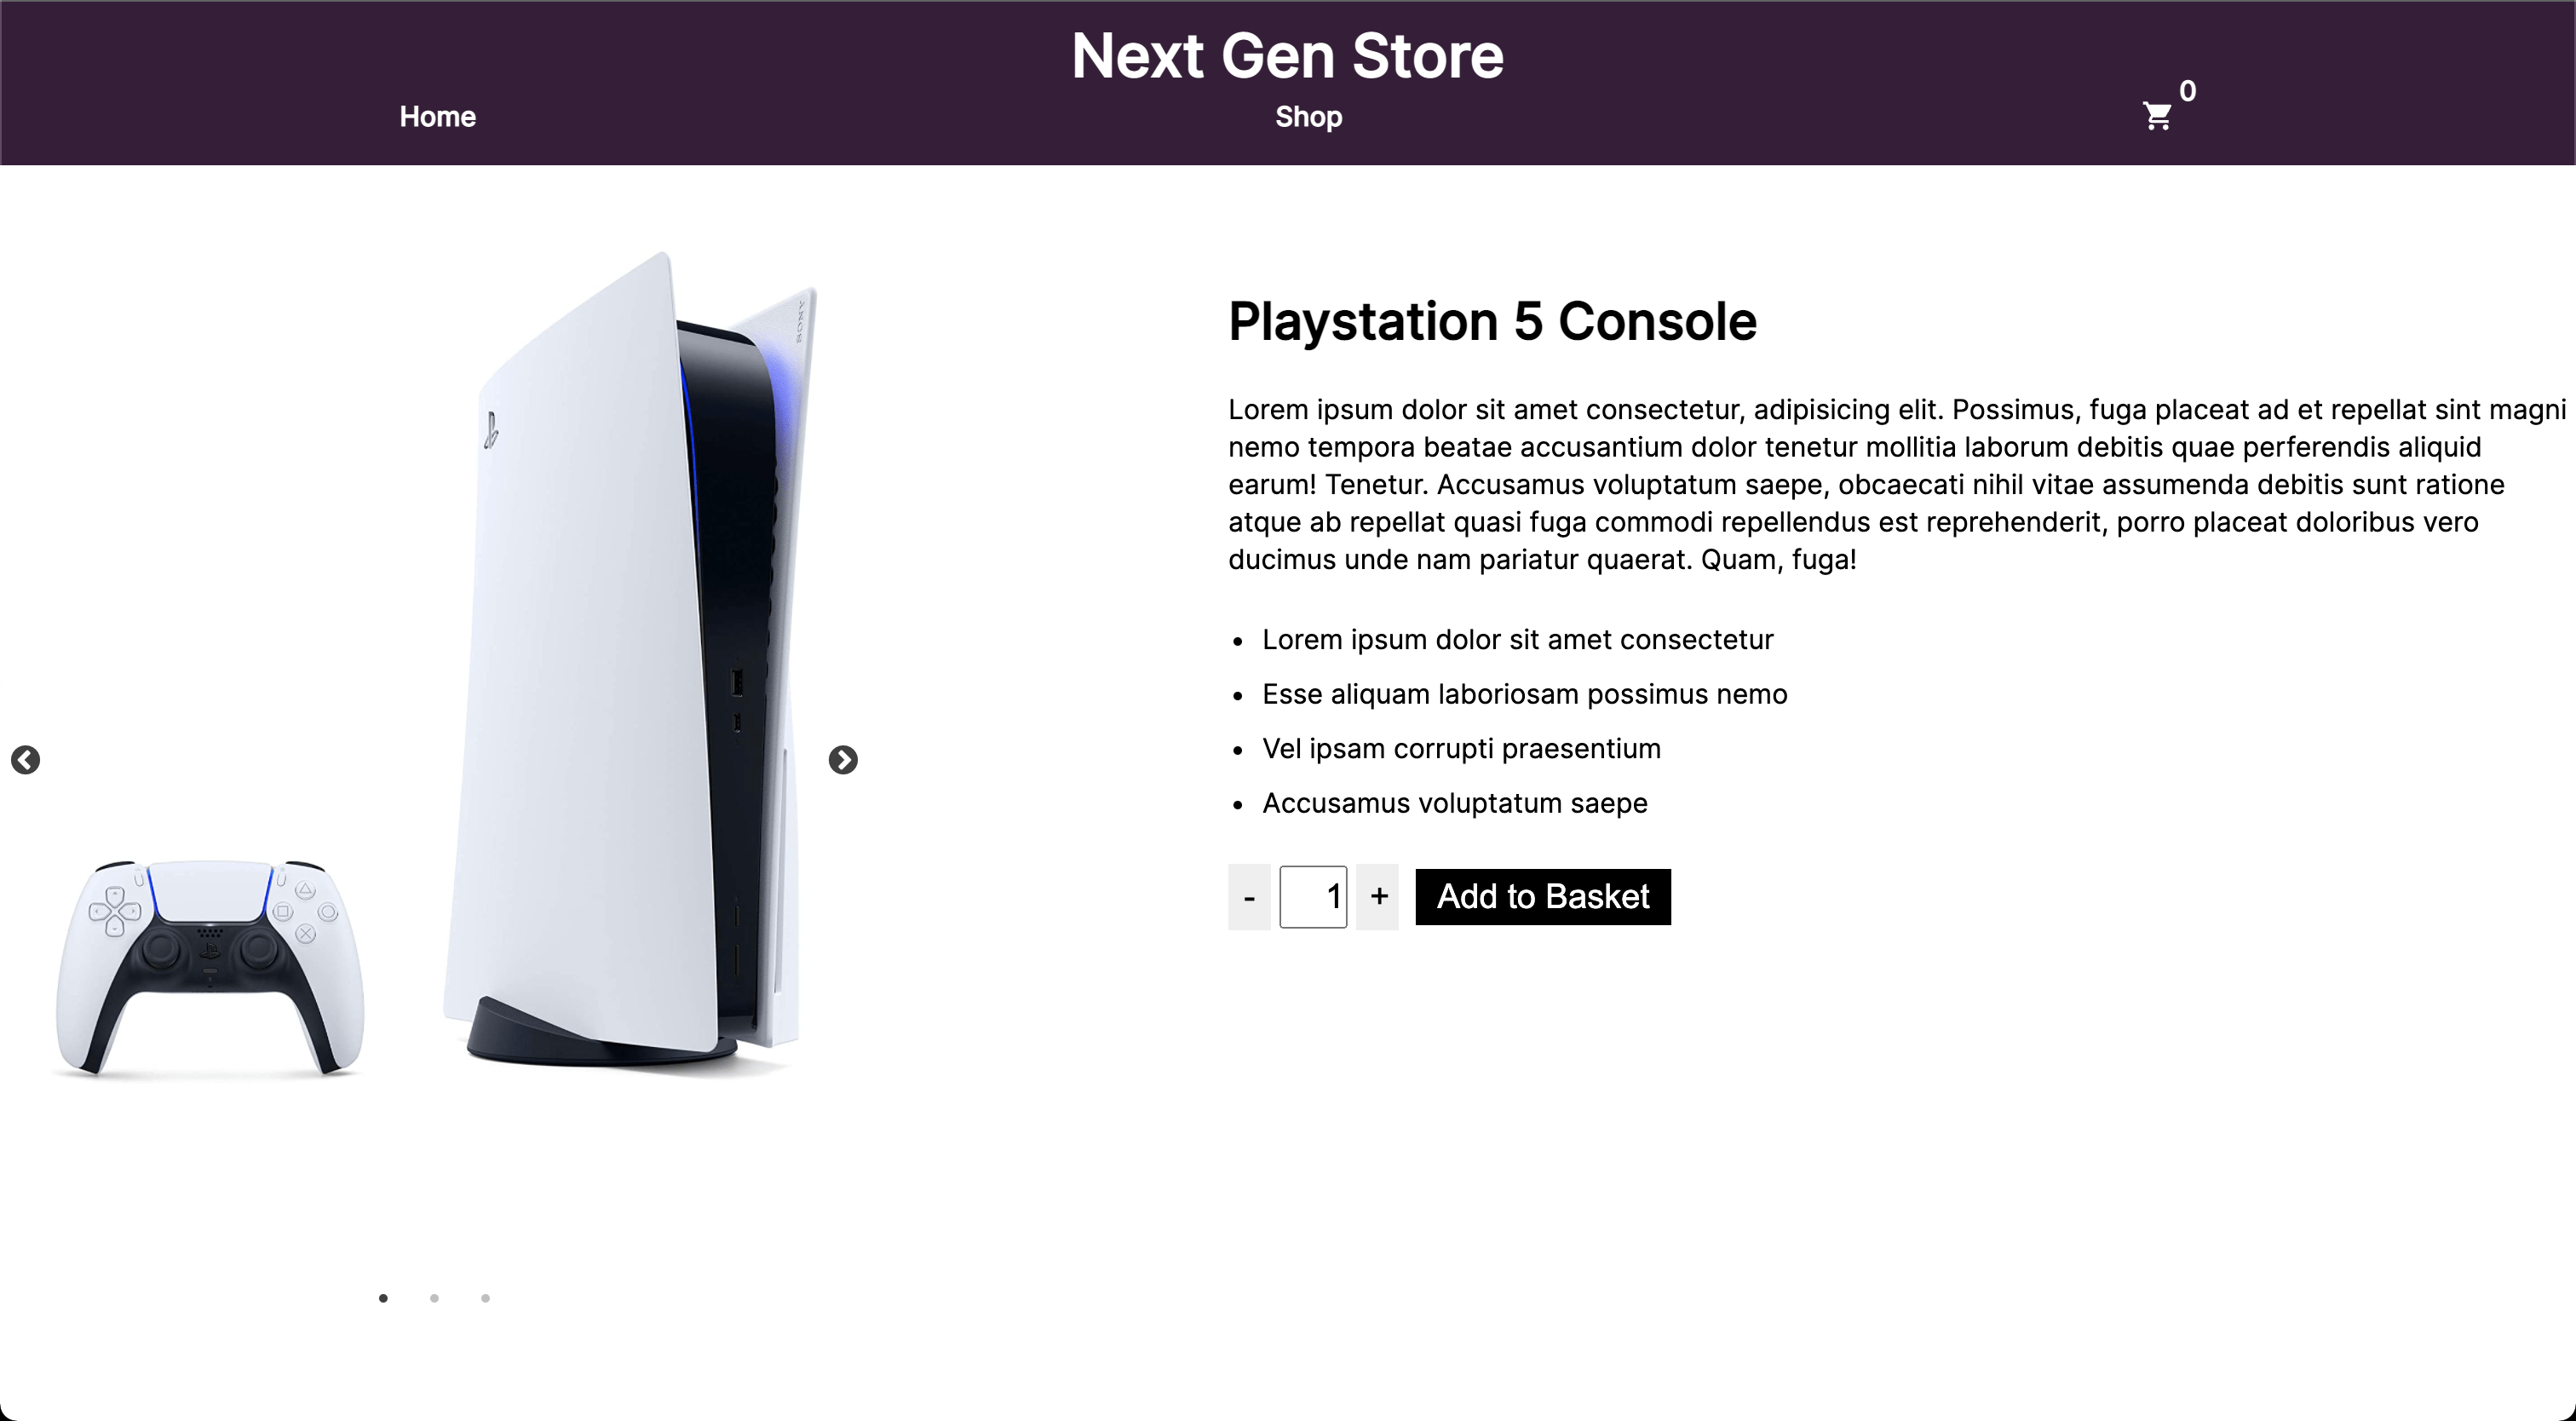 Next Gen Store
Home
Shop
0
SONY
Playstation 5 Console
Lorem ipsum dolor sit amet consectetur, adipisicing elit. Possimus, fuga placeat ad et repellat sint magni
nemo tempora beatae accusantium dolor tenetur mollitia laborum debitis quae perferendis aliquid
earum! Tenetur. Accusamus voluptatum saepe, obcaecati nihil vitae assumenda debitis sunt ratione
atque ab repellat quasi fuga commodi repellendus est reprehenderit, porro placeat doloribus vero
ducimus unde nam pariatur quaerat. Quam, fuga!
• Lorem ipsum dolor sit amet consectetur
• Esse aliquam laboriosam possimus nemo
• Vel ipsam corrupti praesentium
• Accusamus voluptatum saepe
- 1 + Add to Basket